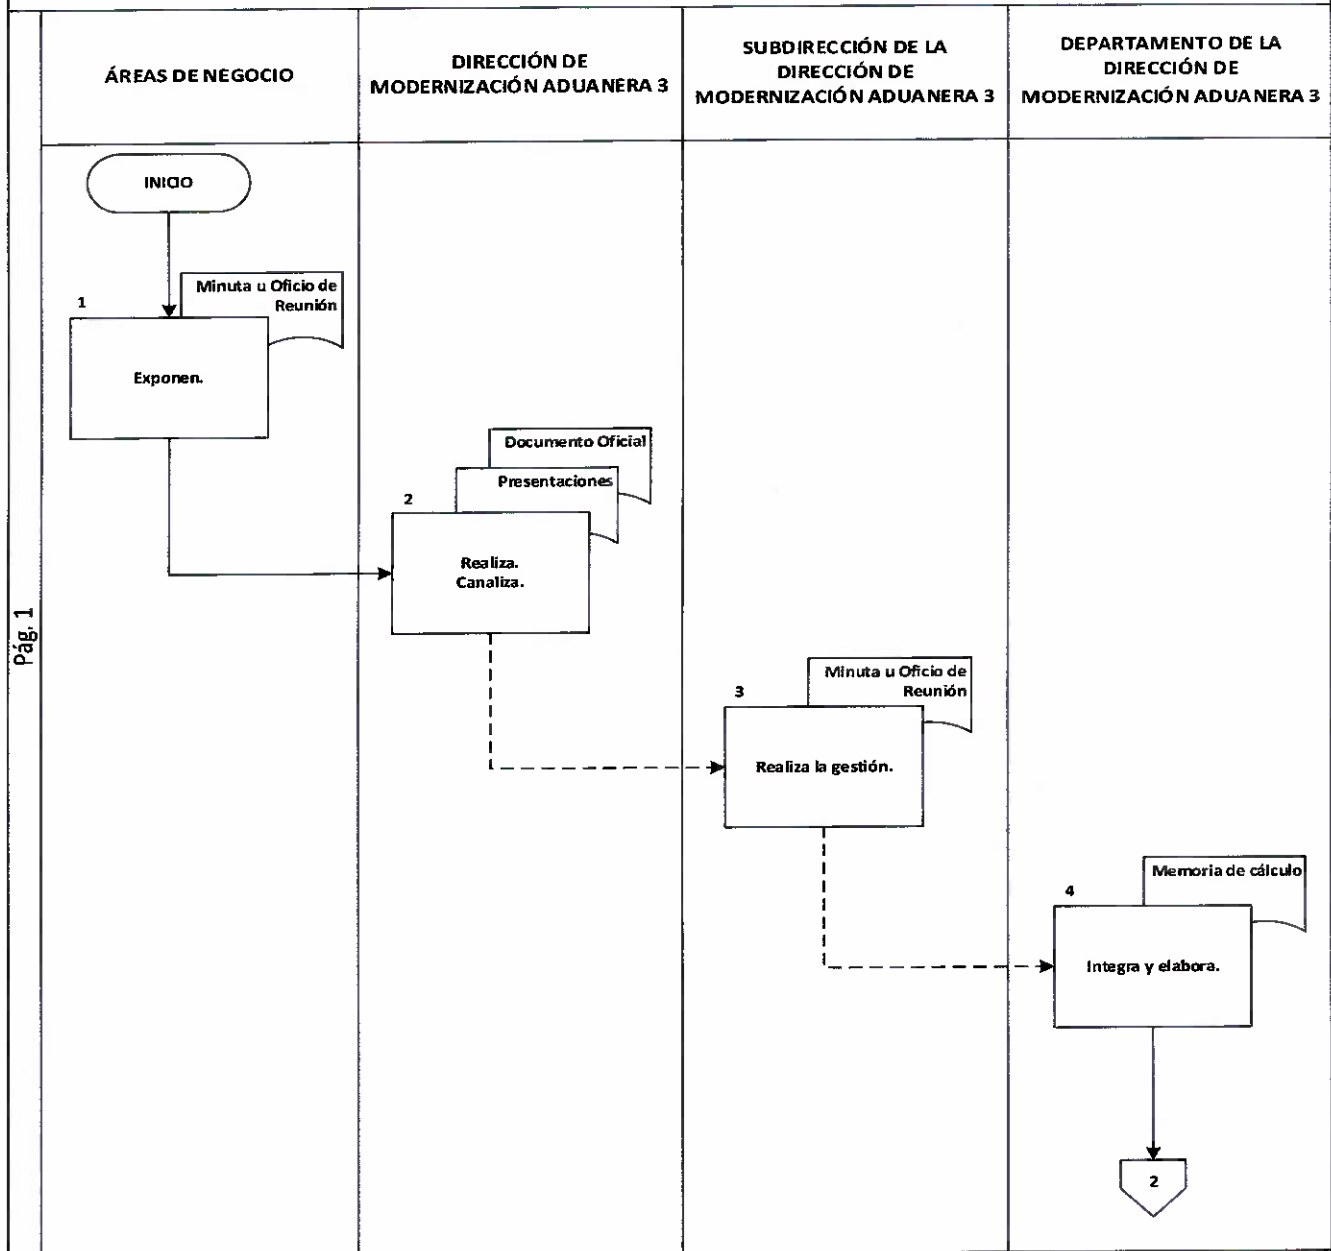 ÁREAS DE NEGOCIO
DIRECCIÓN DE
MODERNIZACIÓN ADUANERA 3
SUBDIRECCIÓN DE LA
DIRECCIÓN DE
MODERNIZACIÓN ADUANERA 3
DEPARTAMENTO DE LA
DIRECCIÓN DE
MODERNIZACIÓN ADUANERA 3
Pág. 1
INICIO
1
Minuta u Oficio de
Reunión
Exponen.
2
Documento Oficial
Presentaciones
Realiza.
Canaliza.
3
Minuta u Oficio de
Reunión
Realiza la gestión.
4
Memoria de cálculo
Integra y elabora.
2